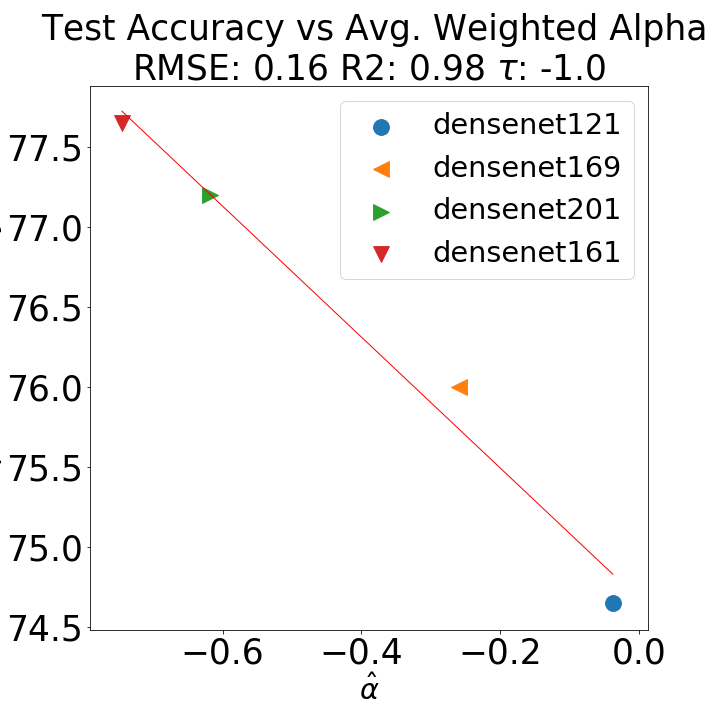 Test Accuracy vs Avg. Weighted Alpha
RMSE: 0.16 R2: 0.98 τ: -1.0
densenet121
densenet169
densenet201
densenet161
77.5
77.0
76.5
76.0
75.5
75.0
74.5
−0.6
−0.4
−0.2
0.0
α̂